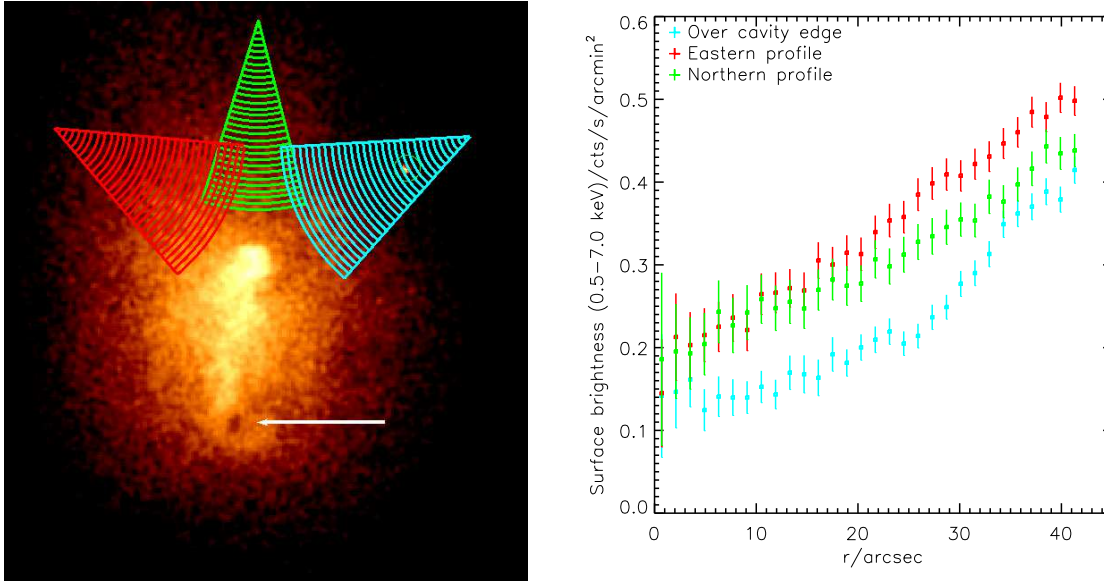 0.6
0.5
0.4
0.3
0.2
0.1
0.0
Surface brightness (0.5−7.0 keV)/cts/s/arcmin²
Over cavity edge
Eastern profile
Northern profile
0 10 20 30 40
r/arcsec